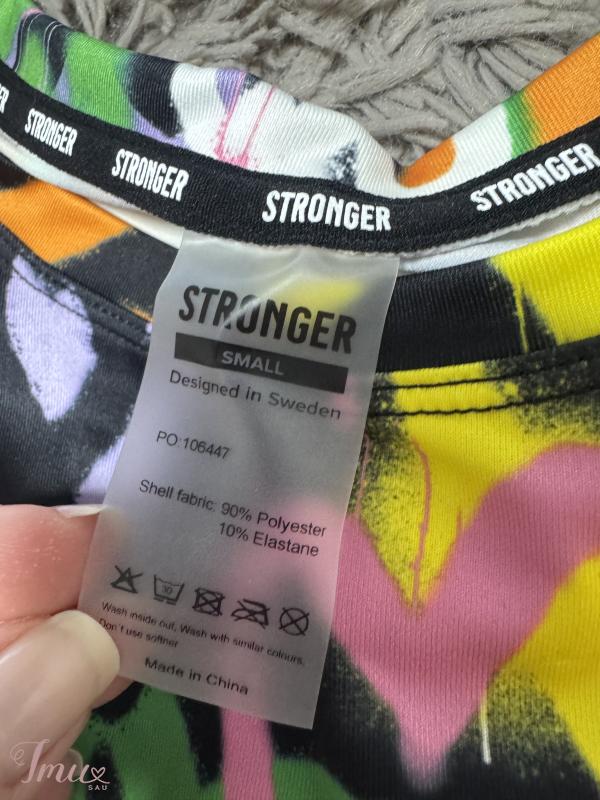 STRONGER
STRONGER
STRONGER
STRONGER
STRONGER
SMALL
Designed in Sweden
PO:106447
Shell fabric: 90% Polyester
10% Elastane
30
Wash inside out, Wash with similar colours,
Don´t use softner
Made in China
Imu
SAU